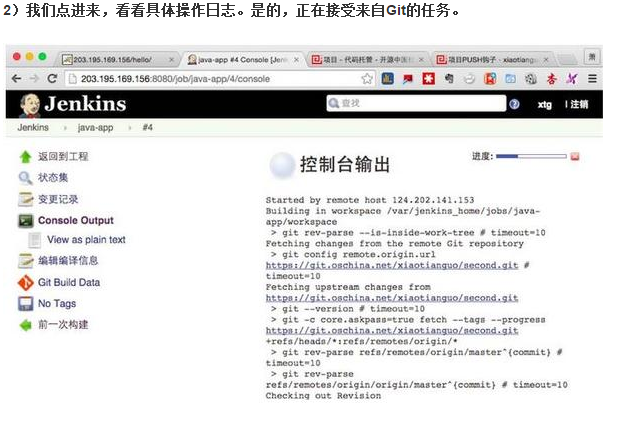 2）我们点进来，看看具体操作日志。是的，正在接受来自Git的任务。
203.195.169.156/hello/
java-app #4 Console [Jenk
项目 - 代码托管 - 开源中国社
项目PUSH钩子 - xiaotiangu
203.195.169.156:8080/job/java-app/4/console
Jenkins
查找
xtg
注销
Jenkins
java-app
#4
返回到工程
状态集
变更记录
Console Output
View as plain text
编辑编译信息
Git Build Data
No Tags
前一次构建
控制台输出
进度:
Started by remote host 124.202.141.153
Building in workspace /var/jenkins_home/jobs/java-
app/workspace
> git rev-parse --is-inside-work-tree # timeout=10
Fetching changes from the remote Git repository
> git config remote.origin.url
https://git.oschina.net/xiaotianguo/second.git #
timeout=10
Fetching upstream changes from
https://git.oschina.net/xiaotianguo/second.git
> git --version # timeout=10
> git -c core.askpass=true fetch --tags --progress
https://git.oschina.net/xiaotianguo/second.git
+refs/heads/*:refs/remotes/origin/*
> git rev-parse refs/remotes/origin/master^{commit} #
timeout=10
> git rev-parse
refs/remotes/origin/origin/master^{commit} # timeout=10
Checking out Revision